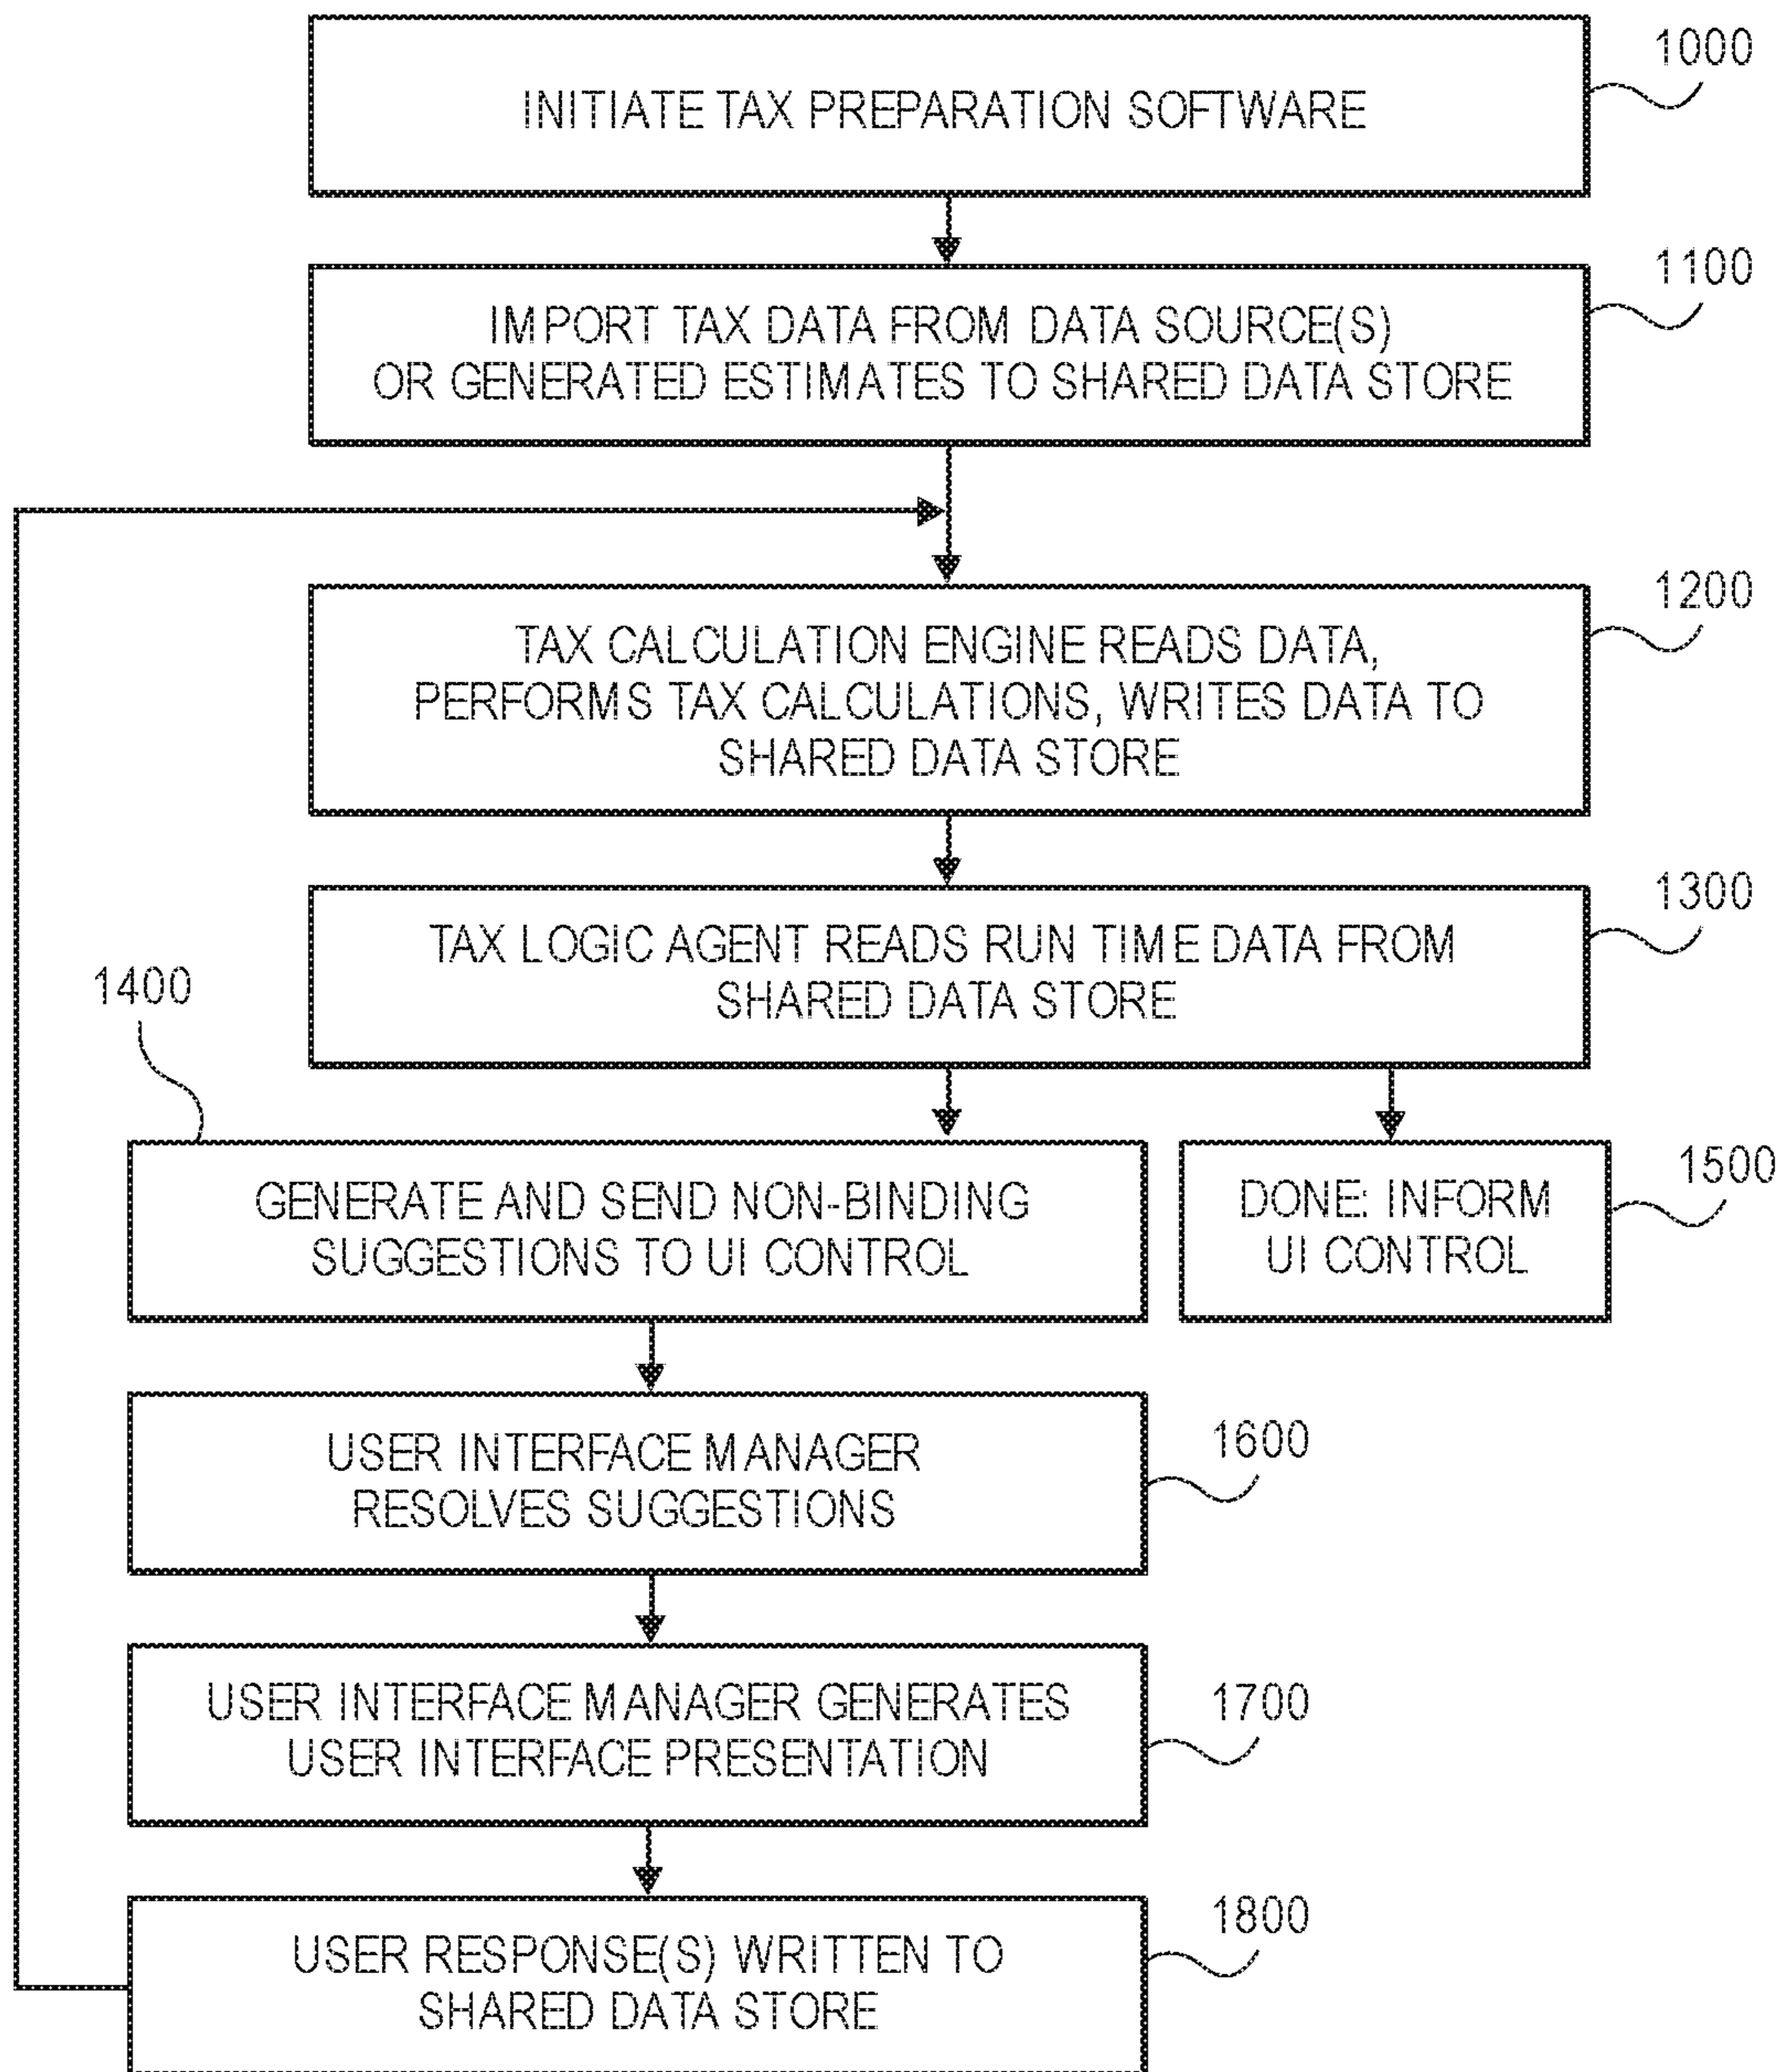 INITIATE TAX PREPARATION SOFTWARE
1000
IMPORT TAX DATA FROM DATA SOURCE(S)
OR GENERATED ESTIMATES TO SHARED DATA STORE
1100
TAX CALCULATION ENGINE READS DATA,
PERFORMS TAX CALCULATIONS, WRITES DATA TO
SHARED DATA STORE
1200
TAX LOGIC AGENT READS RUN TIME DATA FROM
SHARED DATA STORE
1300
1400
GENERATE AND SEND NON-BINDING
SUGGESTIONS TO UI CONTROL
DONE: INFORM
UI CONTROL
1500
USER INTERFACE MANAGER
RESOLVES SUGGESTIONS
1600
USER INTERFACE MANAGER GENERATES
USER INTERFACE PRESENTATION
1700
USER RESPONSE(S) WRITTEN TO
SHARED DATA STORE
1800